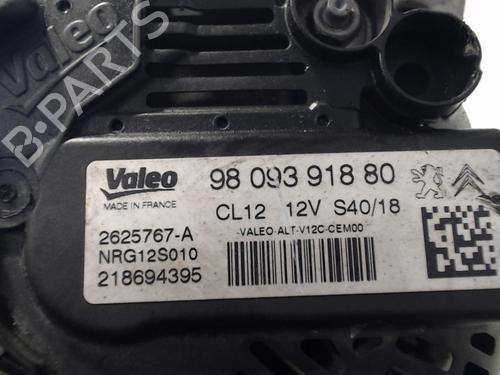 Valeo
B-PARTS
Valeo 98 093 918 80
MADE IN FRANCE
CL12 12V S40/18
2625767-A
-VALEO-ALT-V12C-CEM00
NRG12S010
218694395